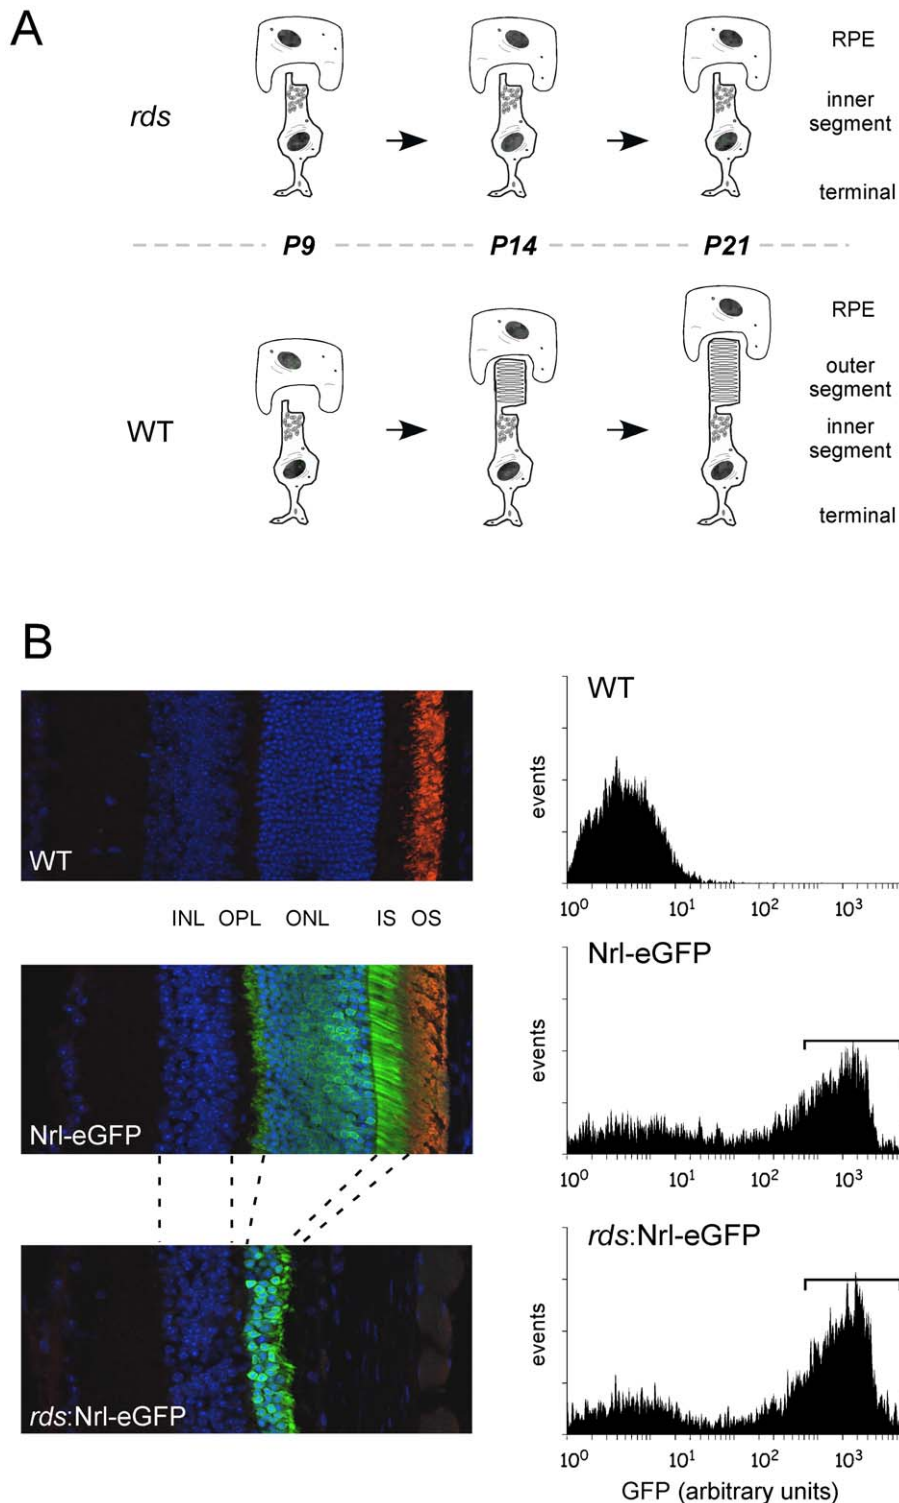 A
rds
RPE
inner
segment
terminal
P9 P14 P21
WT
RPE
outer
segment
inner
segment
terminal
B
WT
INL OPL ONL IS OS
Nrl-eGFP
rds:Nrl-eGFP
WT
events
10⁰ 10¹ 10² 10³
Nrl-eGFP
events
10⁰ 10¹ 10² 10³
rds:Nrl-eGFP
events
10⁰ 10¹ 10² 10³
GFP (arbitrary units)